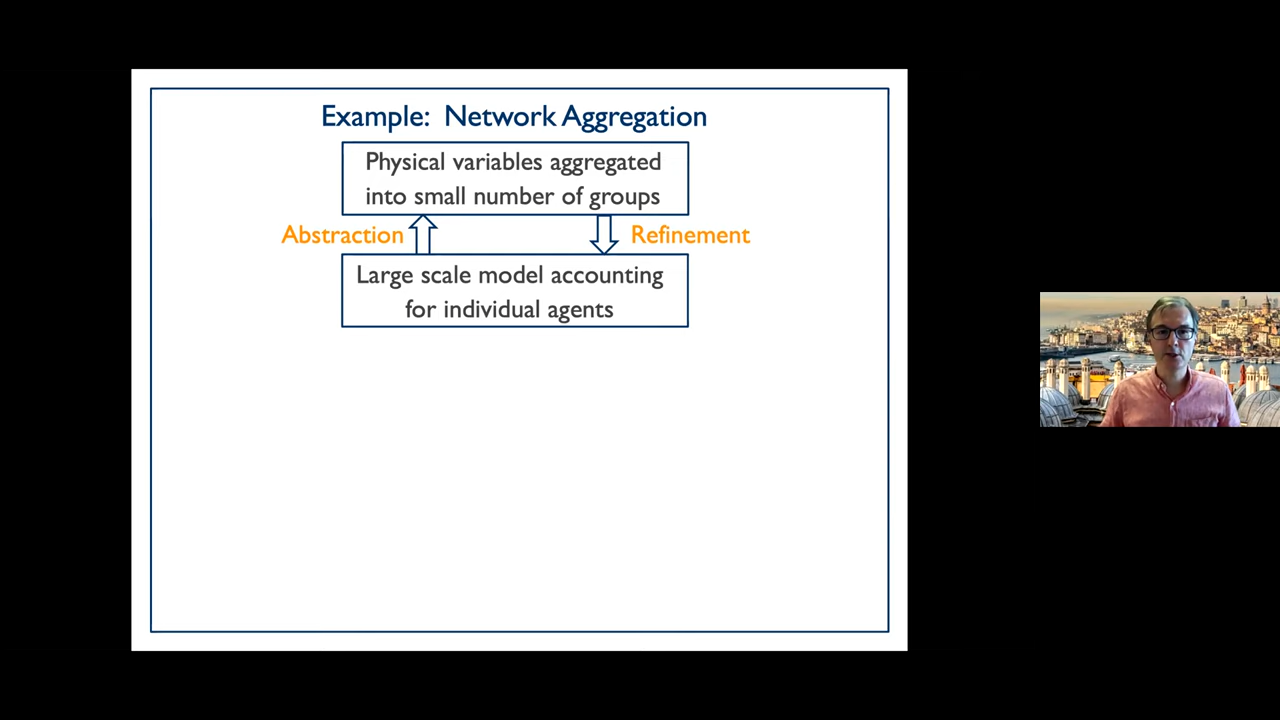 Example: Network Aggregation
Physical variables aggregated
into small number of groups
Abstraction
Refinement
Large scale model accounting
for individual agents